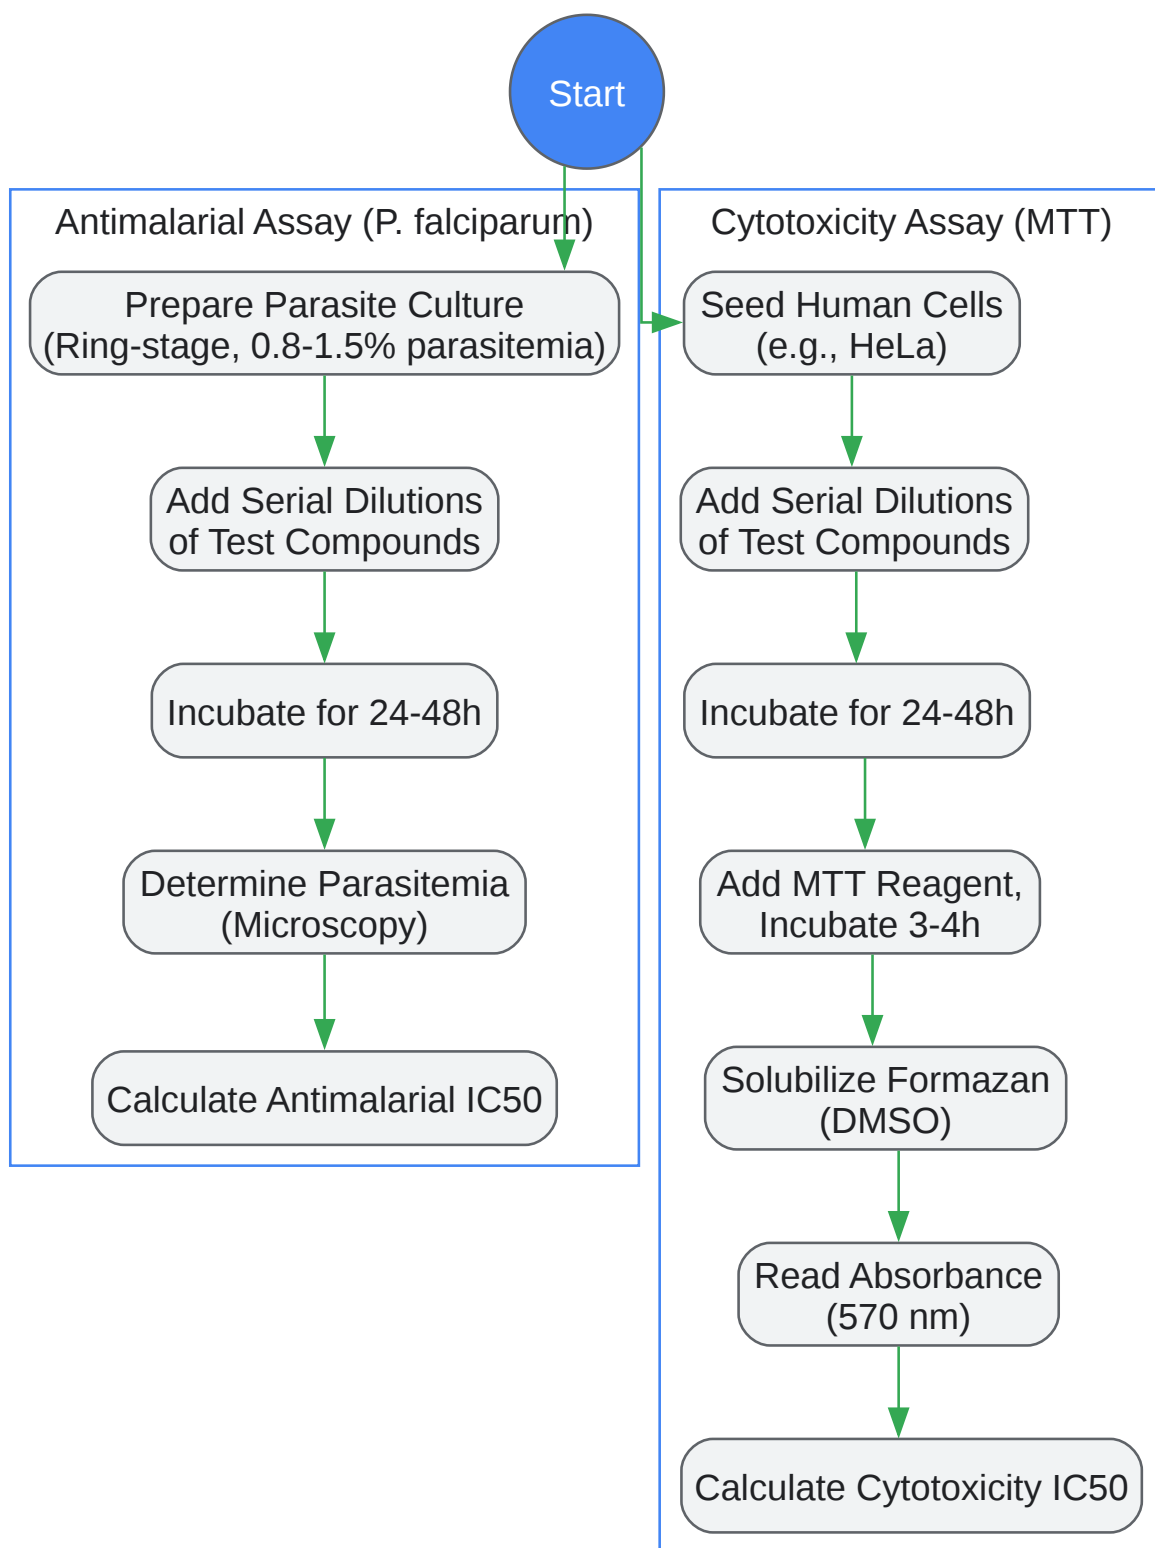 Start
Antimalarial Assay (P. falciparum)
Prepare Parasite Culture
(Ring-stage, 0.8-1.5% parasitemia)
Add Serial Dilutions
of Test Compounds
Incubate for 24-48h
Determine Parasitemia
(Microscopy)
Calculate Antimalarial IC50
Cytotoxicity Assay (MTT)
Seed Human Cells
(e.g., HeLa)
Add Serial Dilutions
of Test Compounds
Incubate for 24-48h
Add MTT Reagent,
Incubate 3-4h
Solubilize Formazan
(DMSO)
Read Absorbance
(570 nm)
Calculate Cytotoxicity IC50